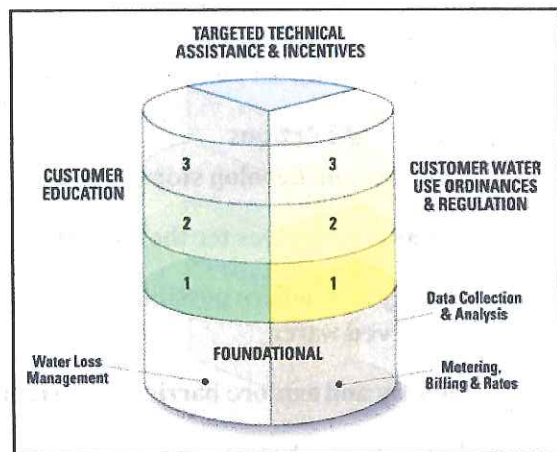 TARGETED TECHNICAL
ASSISTANCE & INCENTIVES
CUSTOMER
EDUCATION
3
3
CUSTOMER WATER
USE ORDINANCES
& REGULATION
2
2
1
1
Data Collection
& Analysis
FOUNDATIONAL
Water Loss
Management
Metering,
Billing & Rates